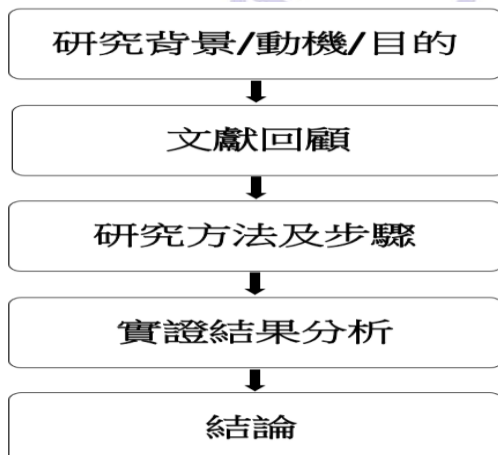 研究背景/動機/目的
文獻回顧
研究方法及步驟
實證結果分析
結論